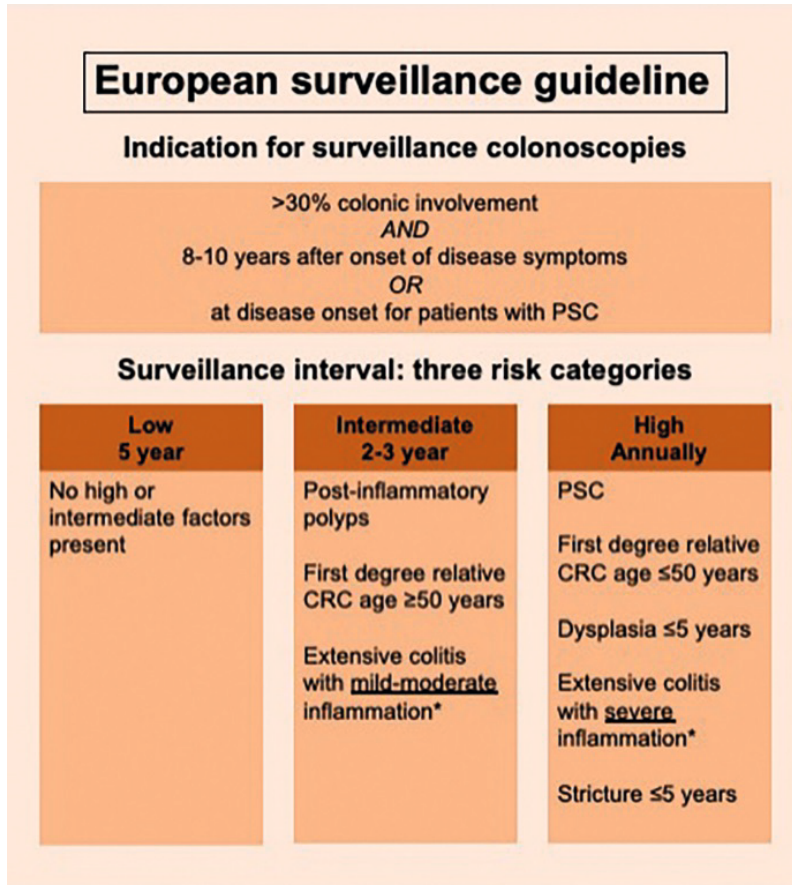 European surveillance guideline
Indication for surveillance colonoscopies
>30% colonic involvement
AND
8-10 years after onset of disease symptoms
OR
at disease onset for patients with PSC
Surveillance interval: three risk categories
Low
5 year
No high or
intermediate factors
present
Intermediate
2-3 year
Post-inflammatory
polyps
First degree relative
CRC age ≥50 years
Extensive colitis
with mild-moderate
inflammation*
High
Annually
PSC
First degree relative
CRC age ≤50 years
Dysplasia ≤5 years
Extensive colitis
with severe
inflammation*
Stricture ≤5 years